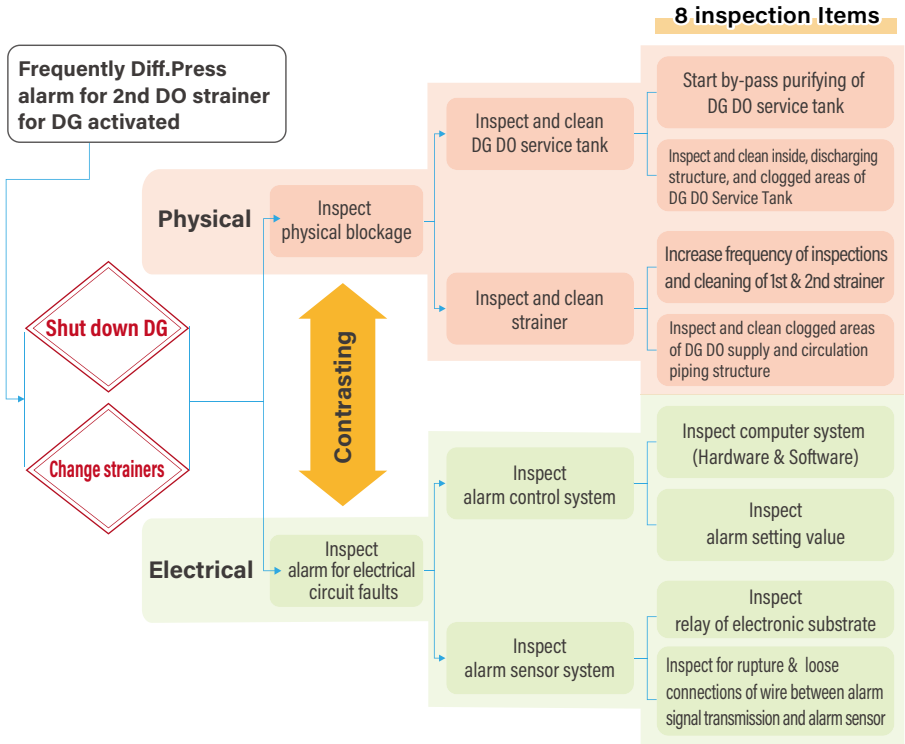 8 inspection Items
Frequently Diff.Press
alarm for 2nd DO strainer
for DG activated
Shut down DG
Change strainers
Physical
Inspect
physical blockage
Contrasting
Electrical
Inspect
alarm for electrical
circuit faults
Inspect and clean
DG DO service tank
Start by-pass purifying of
DG DO service tank
Inspect and clean inside, discharging
structure, and clogged areas of
DG DO Service Tank
Inspect and clean
strainer
Increase frequency of inspections
and cleaning of 1st & 2nd strainer
Inspect and clean clogged areas
of DG DO supply and circulation
piping structure
Inspect
alarm control system
Inspect computer system
(Hardware & Software)
Inspect
alarm setting value
Inspect
alarm sensor system
Inspect
relay of electronic substrate
Inspect for rupture & loose
connections of wire between alarm
signal transmission and alarm sensor